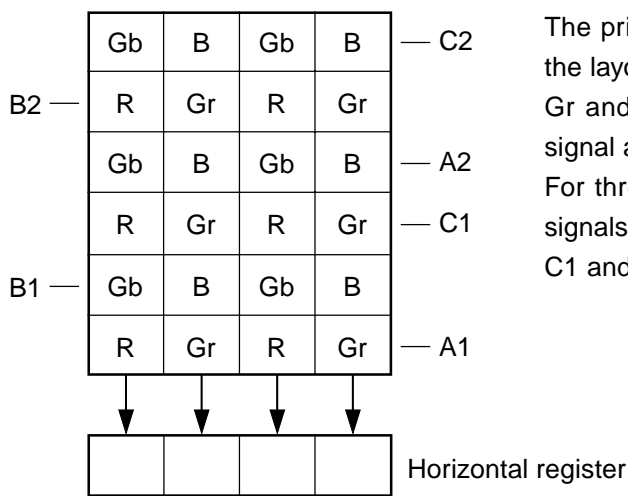 Gb B Gb B C2
B2 R Gr R Gr
Gb B Gb B A2
R Gr R Gr C1
B1 Gb B Gb B
R Gr R Gr A1
Horizontal register
The pri
the layo
Gr and
signal a
For thr
signals
C1 and